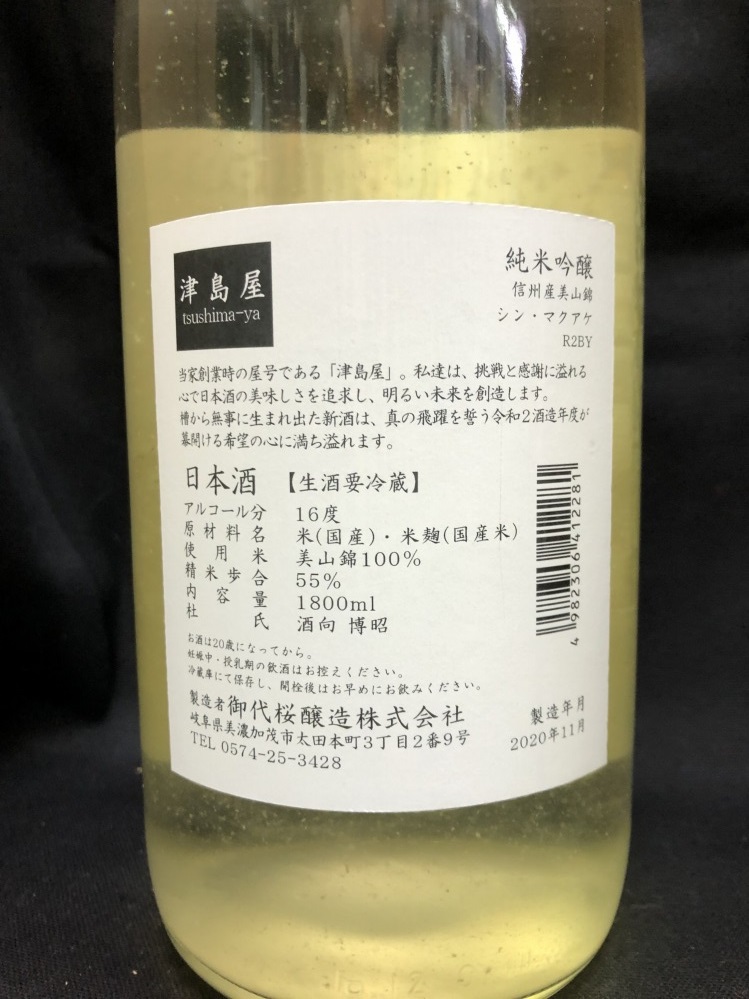 津島屋
tsushima-ya
純米吟醸
信州産美山錦
シン・マクアケ
R2BY
当家創業時の屋号である「津島屋」。私達は、挑戦と感謝に溢れる
心で日本酒の美味しさを追求し、明るい未来を創造します。
槽から無事に生まれ出た新酒は、真の飛躍を誓う令和2酒造年度が
幕開ける希望の心に満ち溢れます。
日本酒 【生酒要冷蔵】
アルコール分 16度
原材料名 米(国産)・米麹(国産米)
使用米 美山錦100%
精米歩合 55%
内容量 1800ml
杜氏 酒向 博昭
4 982306 412281
お酒は20歳になってから。
妊娠中・授乳期の飲酒はお控えください。
冷蔵庫にて保存し、開栓後はお早めにお飲みください。
製造者御代桜醸造株式会社
岐阜県美濃加茂市太田本町3丁目2番9号
TEL 0574-25-3428
製造年月
2020年11月